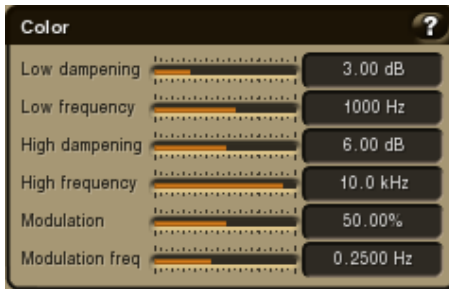 Color ?
Low dampening 3.00 dB
Low frequency 1000 Hz
High dampening 6.00 dB
High frequency 10.0 kHz
Modulation 50.00%
Modulation freq 0.2500 Hz